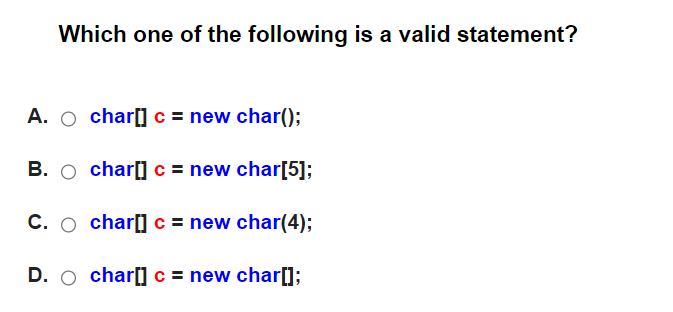 Which one of the following is a valid statement?
A. char[] c = new char();
B. char[] c = new char[5];
C. char[] c = new char(4);
D. char[] c = new char[];